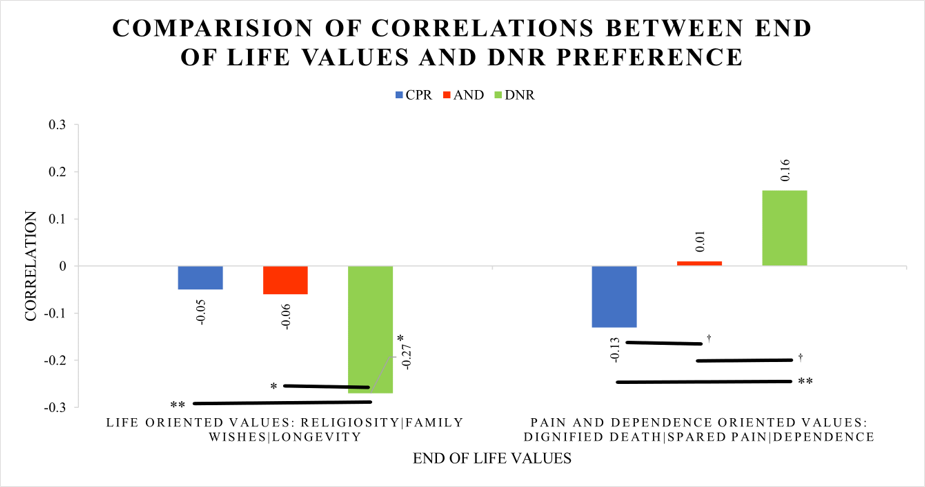 COMPARISION OF CORRELATIONS BETWEEN END
OF LIFE VALUES AND DNR PREFERENCE
CPR AND DNR
0.3
0.2
0.1
0
-0.1
-0.2
-0.3
CORRELATION
-0.05
-0.06
-0.27
*
*
**
-0.13
0.01
0.16
†
†
**
LIFE ORIENTED VALUES: RELIGIOSITY|FAMILY
WISHES|LONGEVITY
PAIN AND DEPENDENCE ORIENTED VALUES:
DIGNIFIED DEATH|SPARED PAIN|DEPENDENCE
END OF LIFE VALUES